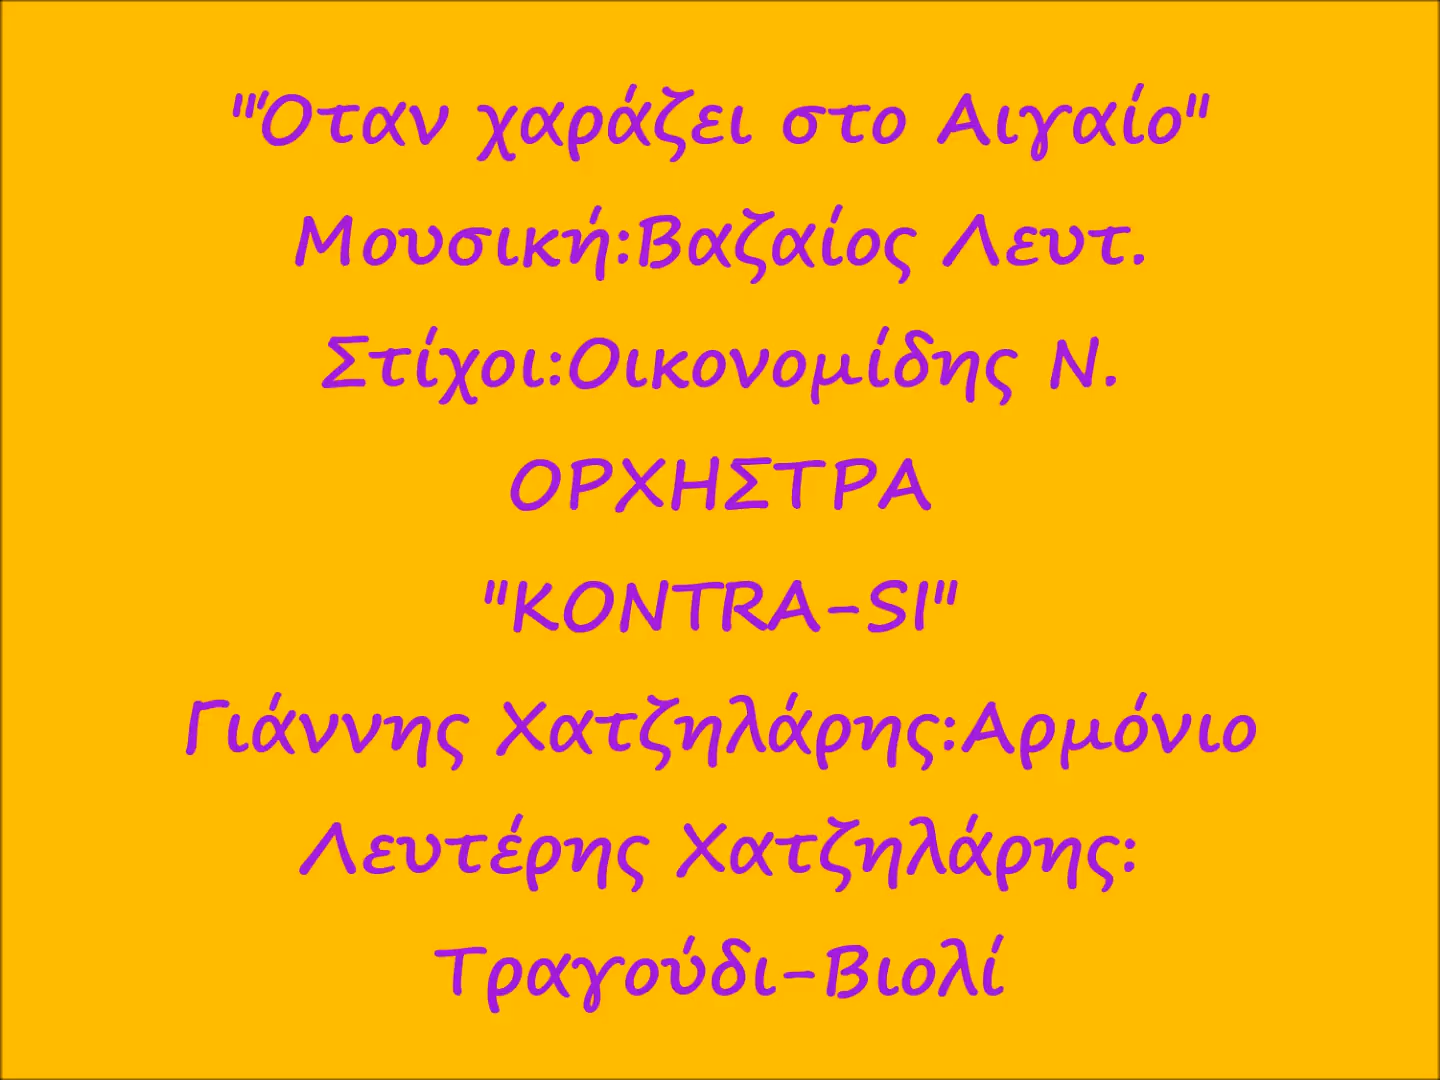 "Όταν χαράζει στο Αιγαίο"
Μουσική:Βαζαίος Λευτ.
Στίχοι:Οικονομίδης Ν.
ΟΡΧΗΣΤΡΑ
"KONTRA-SI"
Γιάννης Χατζηλάρης:Αρμόνιο
Λευτέρης Χατζηλάρης:
Τραγούδι-Βιολί